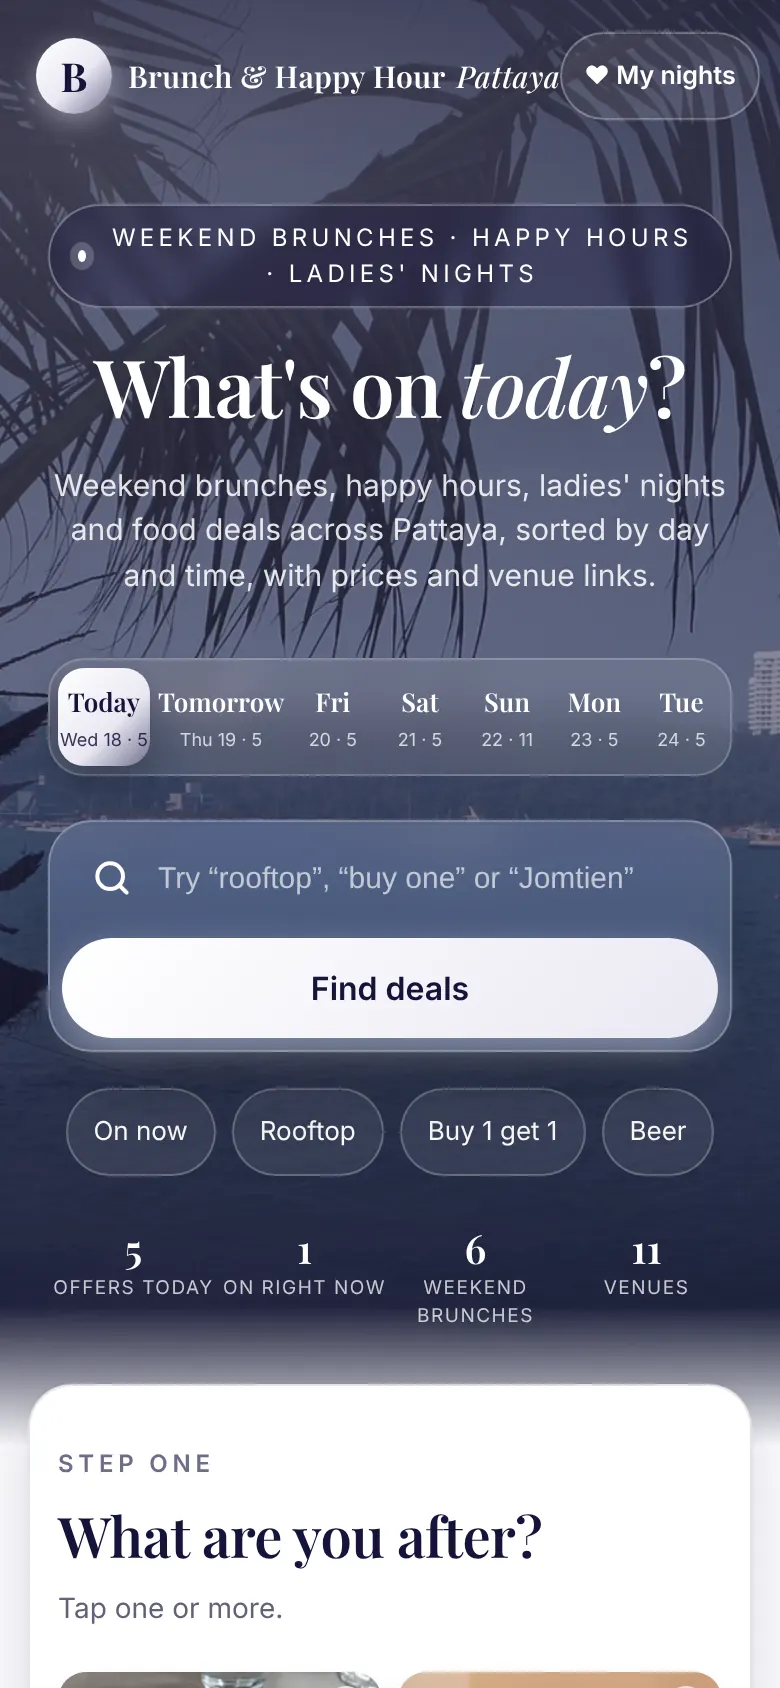 B Brunch & Happy Hour Pattaya ♥ My nights
WEEKEND BRUNCHES · HAPPY HOURS
· LADIES' NIGHTS
What's on today?
Weekend brunches, happy hours, ladies' nights
and food deals across Pattaya, sorted by day
and time, with prices and venue links.
Today Tomorrow Fri Sat Sun Mon Tue
Wed 18 · 5 Thu 19 · 5 20 · 5 21 · 5 22 · 11 23 · 5 24 · 5
Try “rooftop”, “buy one” or “Jomtien”
Find deals
On now Rooftop Buy 1 get 1 Beer
5 1 6 11
OFFERS TODAY ON RIGHT NOW WEEKEND VENUES
BRUNCHES
STEP ONE
What are you after?
Tap one or more.